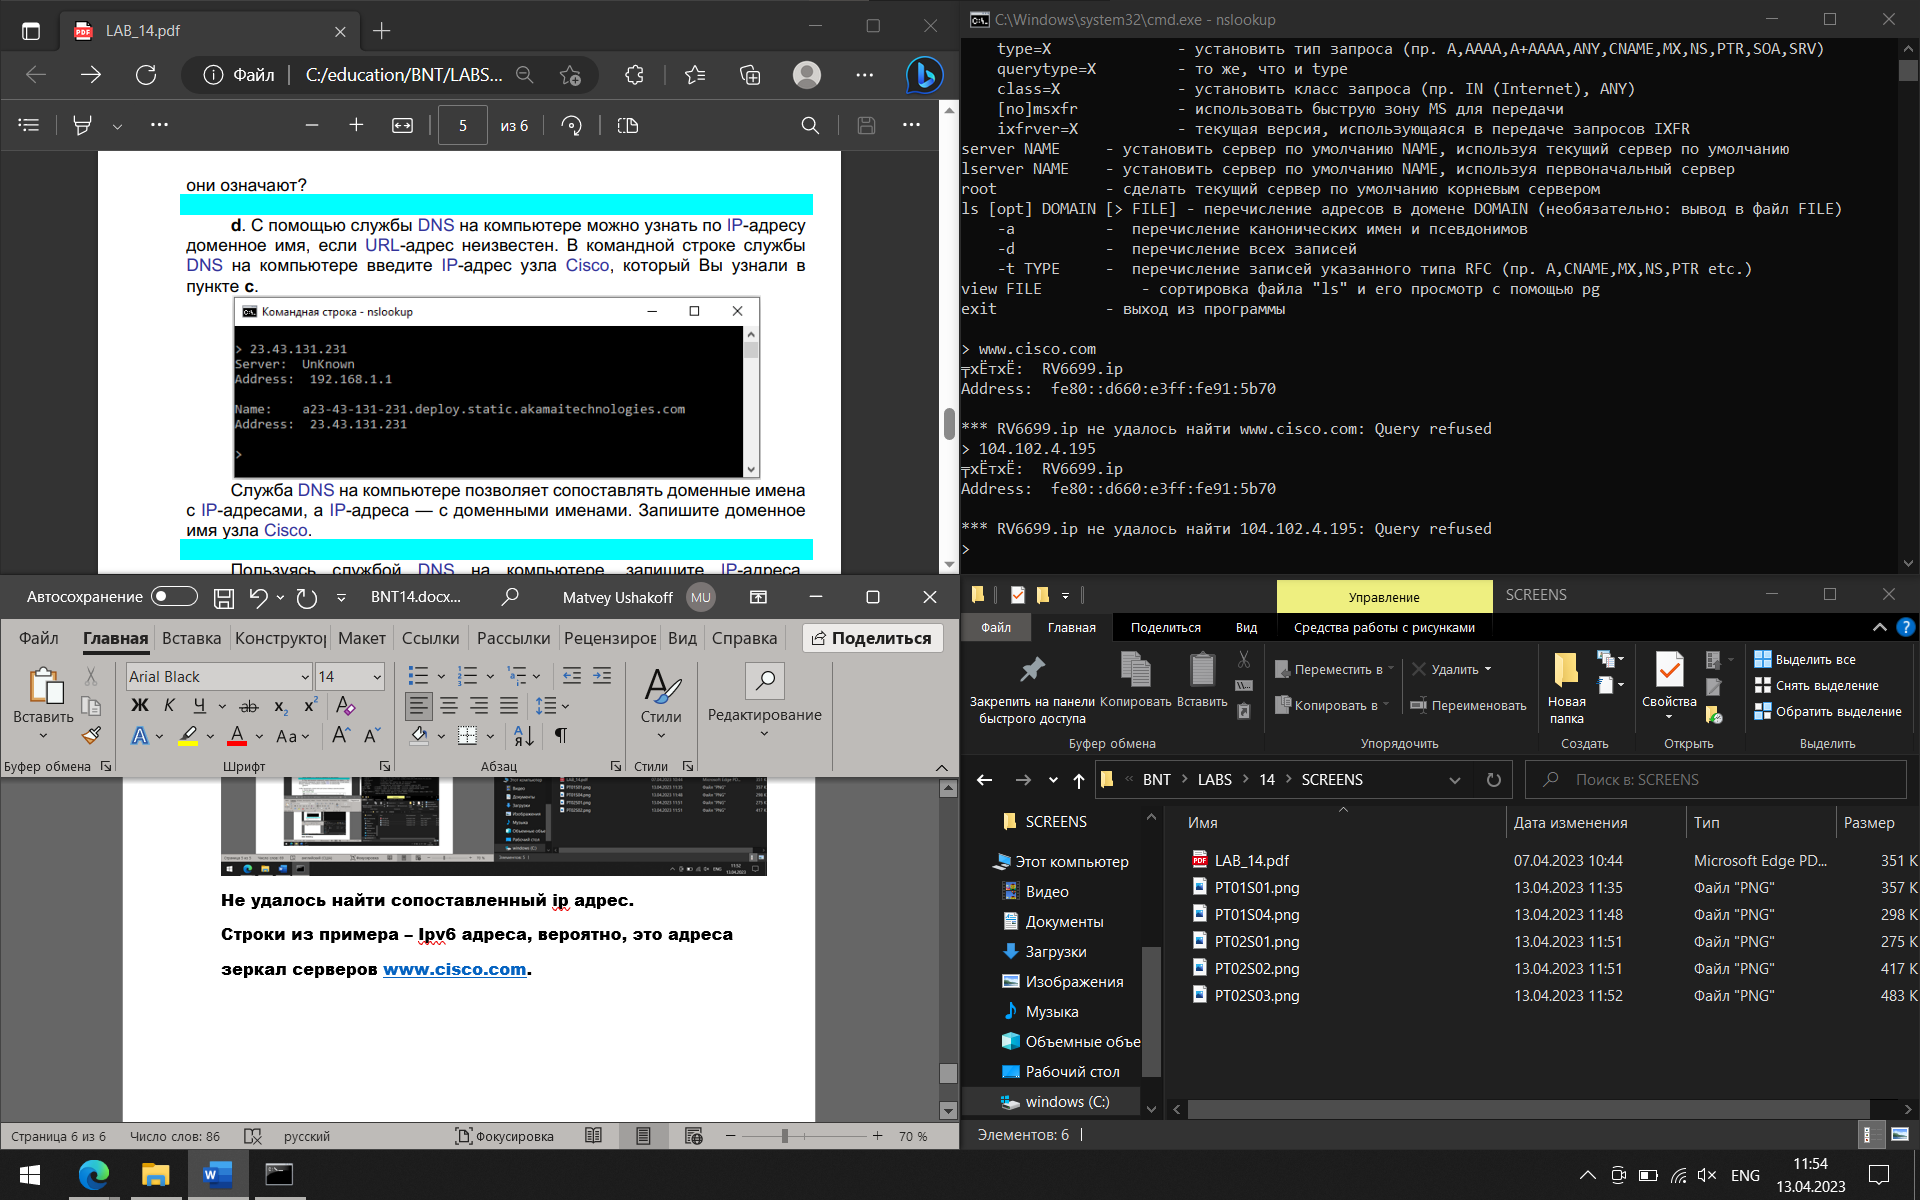 LAB_14.pdf
Файл
C:/education/BNT/LABS...
5
из 6
они означают?
d. С помощью службы DNS на компьютере можно узнать по IP-адресу
доменное имя, если URL-адрес неизвестен. В командной строке службы
DNS на компьютере введите IP-адрес узла Cisco, который Вы узнали в
пункте с.
Командная строка - nslookup
> 23.43.131.231
Server:  UnKnown
Address:  192.168.1.1
Name:    a23-43-131-231.deploy.static.akamaitechnologies.com
Address:  23.43.131.231
>
Служба DNS на компьютере позволяет сопоставлять доменные имена
с IP-адресами, а IP-адреса — с доменными именами. Запишите доменное
имя узла Cisco.
Пользуясь службой DNS на компьютере, запишите IP-адреса,
C:\Windows\system32\cmd.exe - nslookup
type=X - установить тип запроса (пр. A,AAAA,A+AAAA,ANY,CNAME,MX,NS,PTR,SOA,SRV)
querytype=X - то же, что и type
class=X - установить класс запроса (пр. IN (Internet), ANY)
[no]msxfr - использовать быструю зону MS для передачи
ixfrver=X - текущая версия, использующаяся в передаче запросов IXFR
server NAME - установить сервер по умолчанию NAME, используя текущий сервер по умолчанию
lserver NAME - установить сервер по умолчанию NAME, используя первоначальный сервер
root - сделать текущий сервер по умолчанию корневым сервером
ls [opt] DOMAIN [> FILE] - перечисление адресов в домене DOMAIN (необязательно: вывод в файл FILE)
-a - перечисление канонических имен и псевдонимов
-d - перечисление всех записей
-t TYPE - перечисление записей указанного типа RFC (пр. A,CNAME,MX,NS,PTR etc.)
view FILE - сортировка файла "ls" и его просмотр с помощью pg
exit - выход из программы
> www.cisco.com
╤хЁтхЁ:  RV6699.ip
Address:  fe80::d660:e3ff:fe91:5b70
*** RV6699.ip не удалось найти www.cisco.com: Query refused
> 104.102.4.195
╤хЁтхЁ:  RV6699.ip
Address:  fe80::d660:e3ff:fe91:5b70
*** RV6699.ip не удалось найти 104.102.4.195: Query refused
>
Автосохранение
BNT14.docx...
Matvey Ushakoff
MU
Файл Главная Вставка Конструктор Макет Ссылки Рассылки Рецензиров Вид Справка Поделиться
Вставить
Arial Black 14
Ж К Ч ab x2 x2 A
A A Aa A A
Стили
Редактирование
Буфер обмена Шрифт Абзац Стили
Не удалось найти сопоставленный ip адрес.
Строки из примера – Ipv6 адреса, вероятно, это адреса
зеркал серверов www.cisco.com.
Страница 6 из 6 Число слов: 86 русский Фокусировка 70 %
Управление
SCREENS
Файл Главная Поделиться Вид Средства работы с рисунками
Закрепить на панели быстрого доступа
Копировать
Вставить
Переместить в
Копировать в
Удалить
Переименовать
Новая папка
Свойства
Выделить все
Снять выделение
Обратить выделение
Буфер обмена Упорядочить Создать Открыть Выделить
« BNT > LABS > 14 > SCREENS
Поиск в: SCREENS
SCREENS
Этот компьютер
Видео
Документы
Загрузки
Изображения
Музыка
Объемные объе
Рабочий стол
windows (C:)
Имя Дата изменения Тип Размер
LAB_14.pdf 07.04.2023 10:44 Microsoft Edge PD... 351 К
PT01S01.png 13.04.2023 11:35 Файл "PNG" 357 К
PT01S04.png 13.04.2023 11:48 Файл "PNG" 298 К
PT02S01.png 13.04.2023 11:51 Файл "PNG" 275 К
PT02S02.png 13.04.2023 11:51 Файл "PNG" 417 К
PT02S03.png 13.04.2023 11:52 Файл "PNG" 483 К
Элементов: 6
ENG
11:54
13.04.2023